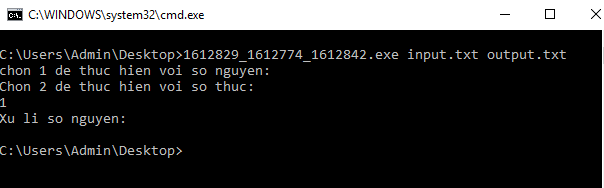 C:\WINDOWS\system32\cmd.exe
C:\Users\Admin\Desktop>1612829_1612774_1612842.exe input.txt output.txt
chon 1 de thuc hien voi so nguyen:
Chon 2 de thuc hien voi so thuc:
1
Xu li so nguyen:
C:\Users\Admin\Desktop>